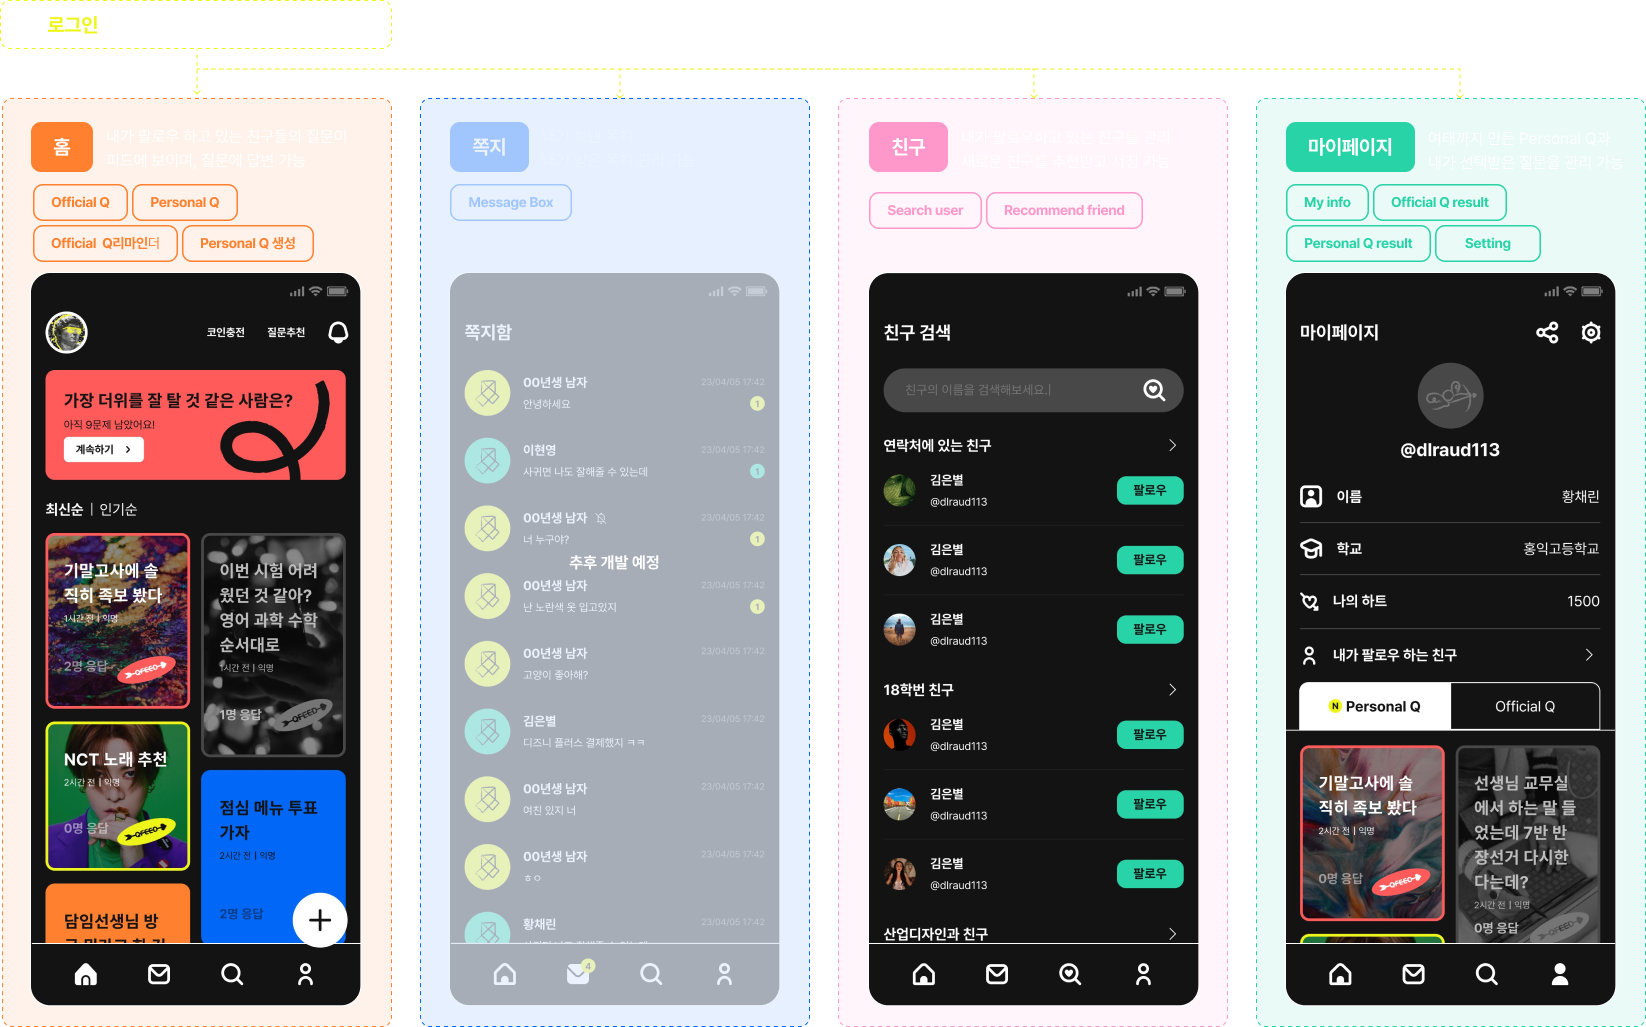 로그인
홈
내가 팔로우 하고 있는 친구들의 질문이
피드에 보이며, 질문에 답변 가능
Official Q
Personal Q
Official Q리마인더
Personal Q 생성
코인충전
질문추천
가장 더위를 잘 탈 것 같은 사람은?
아직 9문제 남았어요!
계속하기
최신순 | 인기순
기말고사에 솔
직히 족보 봤다
1시간 전 | 익명
2명 응답
QFEED
이번 시험 어려
웠던 것 같아?
영어 과학 수학
순서대로
1시간 전 | 익명
1명 응답
QFEED
NCT 노래 추천
2시간 전 | 익명
0명 응답
QFEED
점심 메뉴 투표
가자
2시간 전 | 익명
2명 응답
담임선생님 방
쪽지
Message Box
쪽지함
00년생 남자
23/04/05 17:42
안녕하세요
1
이현영
23/04/05 17:42
사귀면 나도 잘해줄 수 있는데
1
00년생 남자
23/04/05 17:42
너 누구야?
1
추후 개발 예정
00년생 남자
23/04/05 17:42
난 노란색 옷 입고있지
1
00년생 남자
23/04/05 17:42
고양이 좋아해?
김은별
23/04/05 17:42
디즈니 플러스 결제했지 ㅋㅋ
00년생 남자
23/04/05 17:42
여친 있지 너
00년생 남자
23/04/05 17:42
ㅎㅇ
황채린
23/04/05 17:42
4
친구
Search user
Recommend friend
친구 검색
친구의 이름을 검색해보세요.|
연락처에 있는 친구
김은별
@dlraud113
팔로우
김은별
@dlraud113
팔로우
김은별
@dlraud113
팔로우
18학번 친구
김은별
@dlraud113
팔로우
김은별
@dlraud113
팔로우
김은별
@dlraud113
팔로우
산업디자인과 친구
마이페이지
여태까지 만든 Personal Q과
내가 선택받은 질문을 관리 가능
My info
Official Q result
Personal Q result
Setting
마이페이지
@dlraud113
이름
황채린
학교
홍익고등학교
나의 하트
1500
내가 팔로우 하는 친구
N Personal Q
Official Q
기말고사에 솔
직히 족보 봤다
2시간 전 | 익명
0명 응답
QFEED
선생님 교무실
에서 하는 말 들
었는데 7반 반
장선거 다시한
다는데?
2시간 전 | 익명
0명 응답
QFEED